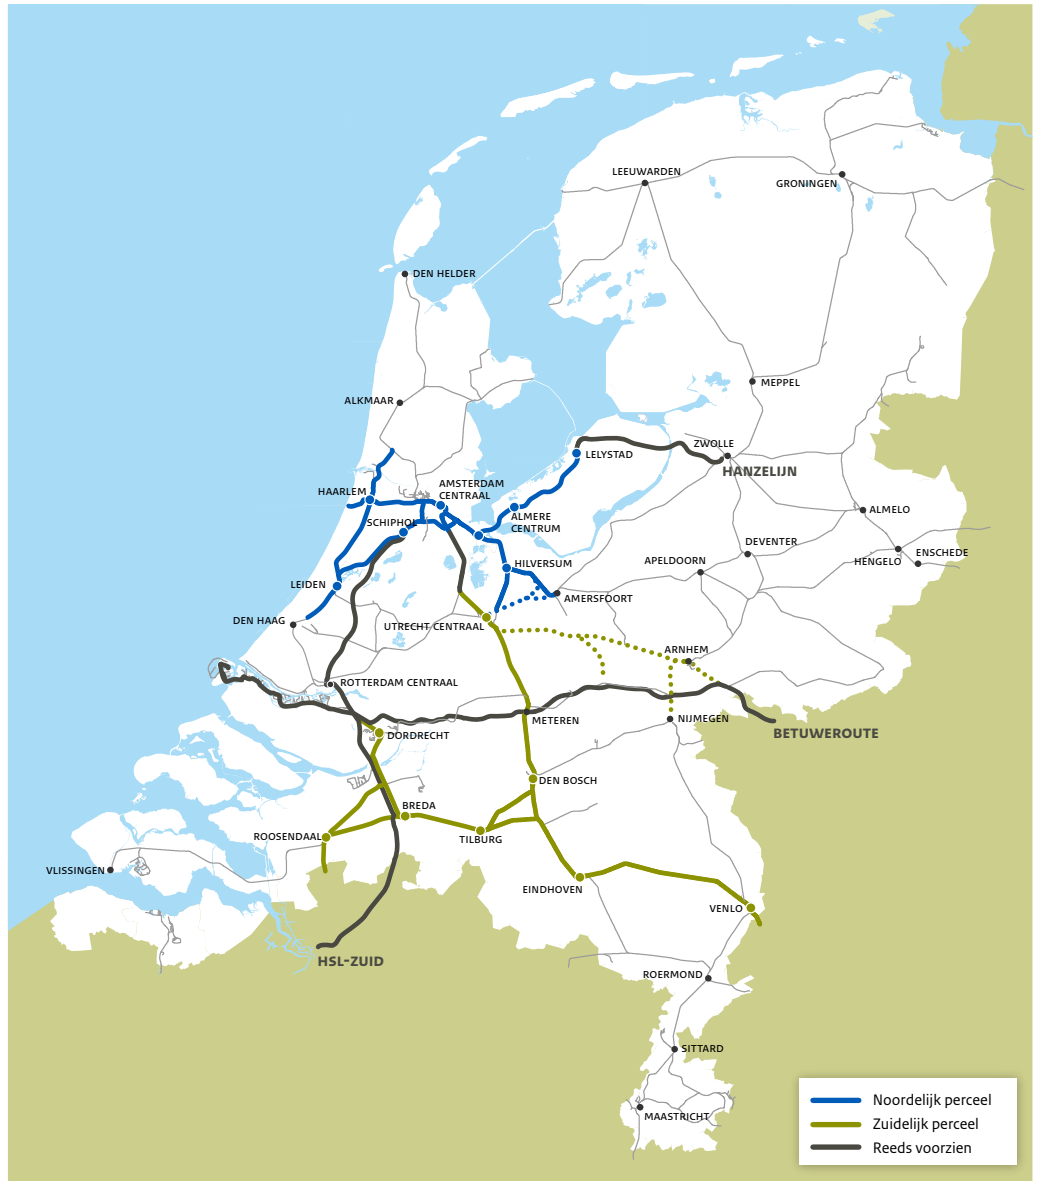 LEEUWARDEN
GRONINGEN
DEN HELDER
MEPPEL
ALKMAAR
ZWOLLE
LELYSTAD
HANZELIJN
HAARLEM
AMSTERDAM
CENTRAAL
ALMELO
SCHIPHOL
ALMERE
CENTRUM
DEVENTER
ENSCHEDE
HENGELO
APELDOORN
HILVERSUM
LEIDEN
AMERSFOORT
DEN HAAG
UTRECHT CENTRAAL
ARNHEM
ROTTERDAM CENTRAAL
METEREN
NIJMEGEN
BETUWEROUTE
DORDRECHT
DEN BOSCH
BREDA
ROOSENDAAL
TILBURG
VLISSINGEN
EINDHOVEN
VENLO
HSL-ZUID
ROERMOND
SITTARD
MAASTRICHT
Noordelijk perceel
Zuidelijk perceel
Reeds voorzien